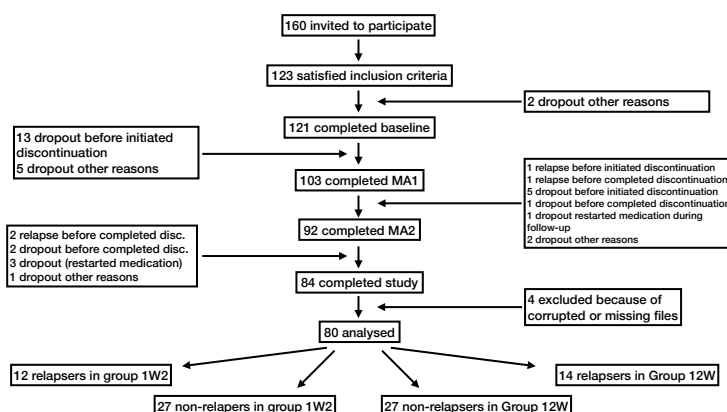 160 invited to participate
123 satisfied inclusion criteria
2 dropout other reasons
121 completed baseline
13 dropout before initiated
discontinuation
5 dropout other reasons
103 completed MA1
1 relapse before initiated discontinuation
1 relapse before completed discontinuation
5 dropout before initiated discontinuation
1 dropout before completed discontinuation
1 dropout restarted medication during
follow-up
2 dropout other reasons
92 completed MA2
2 relapse before completed disc.
2 dropout before completed disc.
3 dropout (restarted medication)
1 dropout other reasons
84 completed study
4 excluded because of
corrupted or missing files
80 analysed
12 relapsers in group 1W2
14 relapsers in Group 12W
27 non-relapers in group 1W2
27 non-relapsers in Group 12W